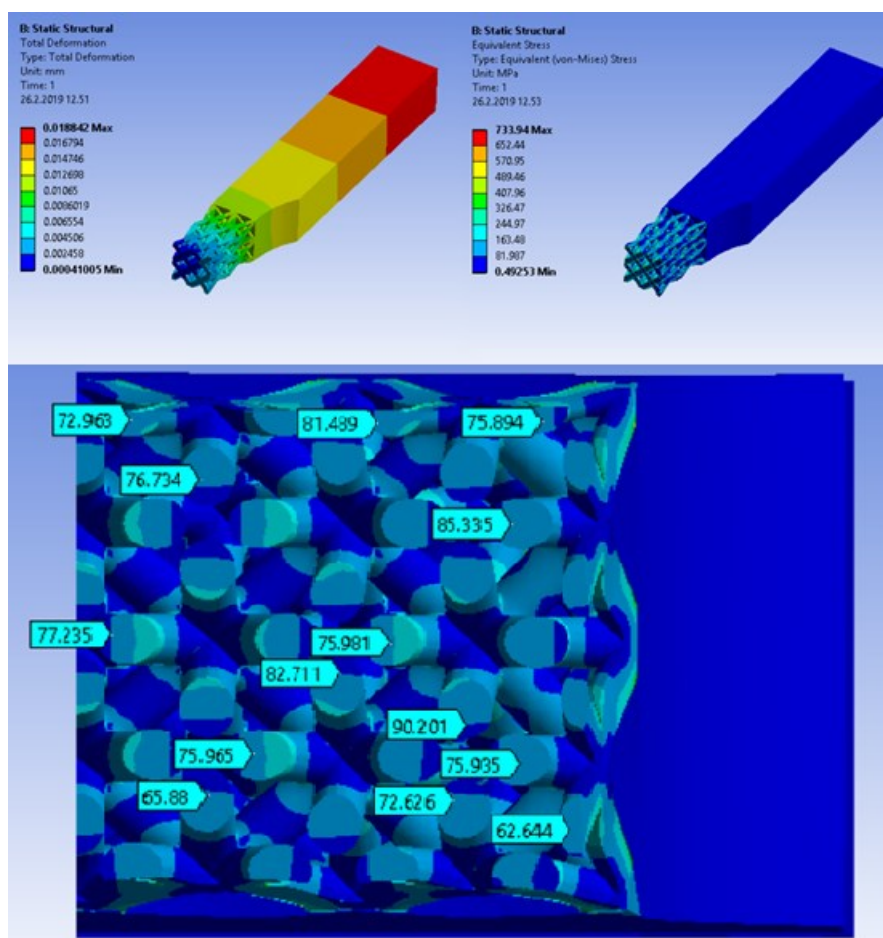 B: Static Structural
Total Deformation
Type: Total Deformation
Unit: mm
Time: 1
26.2.2019 12.51
0.018842 Max
0.016794
0.014746
0.012698
0.01065
0.0086019
0.006554
0.004506
0.002458
0.00041005 Min
B: Static Structural
Equivalent Stress
Type: Equivalent (von-Mises) Stress
Unit: MPa
Time: 1
26.2.2019 12.53
733.94 Max
652.44
570.95
489.46
407.96
326.47
244.97
163.48
81.987
0.49253 Min
72.963
81.489
75.894
76.734
85.335
77.235
75.981
82.711
90.201
75.965
75.935
65.88
72.626
62.644